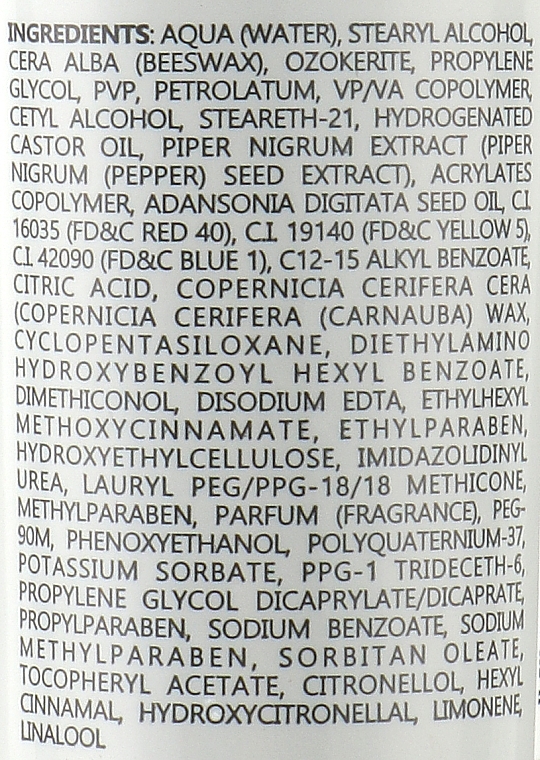 INGREDIENTS: AQUA (WATER), STEARYL ALCOHOL,
CERA ALBA (BEESWAX), OZOKERITE, PROPYLENE
GLYCOL, PVP, PETROLATUM, VP/VA COPOLYMER,
CETYL ALCOHOL, STEARETH-21, HYDROGENATED
CASTOR OIL, PIPER NIGRUM EXTRACT (PIPER
NIGRUM (PEPPER) SEED EXTRACT), ACRYLATES
COPOLYMER, ADANSONIA DIGITATA SEED OIL, C.I.
16035 (FD&C RED 40), C.I. 19140 (FD&C YELLOW 5),
C.I. 42090 (FD&C BLUE 1), C12-15 ALKYL BENZOATE,
CITRIC ACID, COPERNICIA CERIFERA CERA
(COPERNICIA CERIFERA (CARNAUBA) WAX,
CYCLOPENTASILOXANE, DIETHYLAMINO
HYDROXYBENZOYL HEXYL BENZOATE,
DIMETHICONOL, DISODIUM EDTA, ETHYLHEXYL
METHOXYCINNAMATE, ETHYLPARABEN,
HYDROXYETHYLCELLULOSE, IMIDAZOLIDINYL
UREA, LAURYL PEG/PPG-18/18 METHICONE,
METHYLPARABEN, PARFUM (FRAGRANCE), PEG-
90M, PHENOXYETHANOL, POLYQUATERNIUM-37,
POTASSIUM SORBATE, PPG-1 TRIDECETH-6,
PROPYLENE GLYCOL DICAPRYLATE/DICAPRATE,
PROPYLPARABEN, SODIUM BENZOATE, SODIUM
METHYLPARABEN, SORBITAN OLEATE,
TOCOPHERYL ACETATE, CITRONELLOL, HEXYL
CINNAMAL, HYDROXYCITRONELLAL, LIMONENE,
LINALOOL